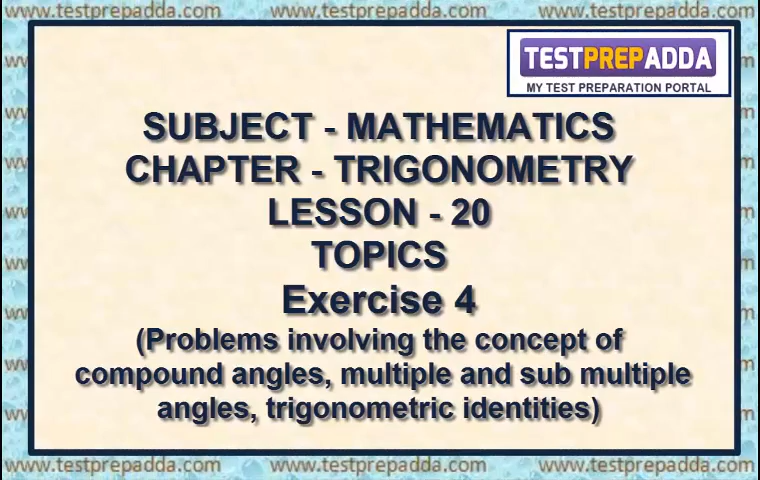 www.testprepadda.com www.testprepadda.com www.testprepadda.com
TESTPREPADDA
MY TEST PREPARATION PORTAL
SUBJECT - MATHEMATICS
CHAPTER - TRIGONOMETRY
LESSON - 20
TOPICS
Exercise 4
(Problems involving the concept of
compound angles, multiple and sub multiple
angles, trigonometric identities)
www.testprepadda.com www.testprepadda.com www.testprepadda.com